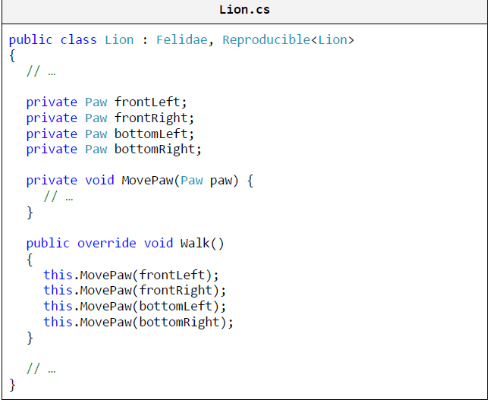 Lion.cs
public class Lion : Felidae, Reproducible<Lion>
{
// …
private Paw frontLeft;
private Paw frontRight;
private Paw bottomLeft;
private Paw bottomRight;
private void MovePaw(Paw paw) {
// …
}
public override void Walk()
{
this.MovePaw(frontLeft);
this.MovePaw(frontRight);
this.MovePaw(bottomLeft);
this.MovePaw(bottomRight);
}
// …
}